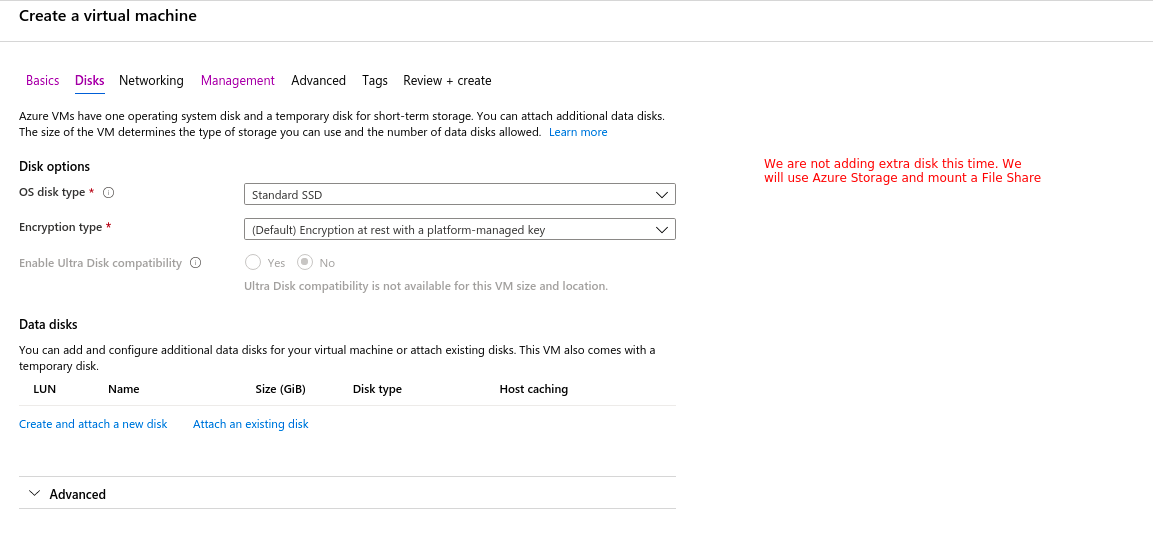 Create a virtual machine
Basics Disks Networking Management Advanced Tags Review + create
Azure VMs have one operating system disk and a temporary disk for short-term storage. You can attach additional data disks.
The size of the VM determines the type of storage you can use and the number of data disks allowed. Learn more
Disk options
We are not adding extra disk this time. We
will use Azure Storage and mount a File Share
OS disk type *
Standard SSD
Encryption type *
(Default) Encryption at rest with a platform-managed key
Enable Ultra Disk compatibility
Yes No
Ultra Disk compatibility is not available for this VM size and location.
Data disks
You can add and configure additional data disks for your virtual machine or attach existing disks. This VM also comes with a
temporary disk.
LUN Name Size (GiB) Disk type Host caching
Create and attach a new disk Attach an existing disk
Advanced